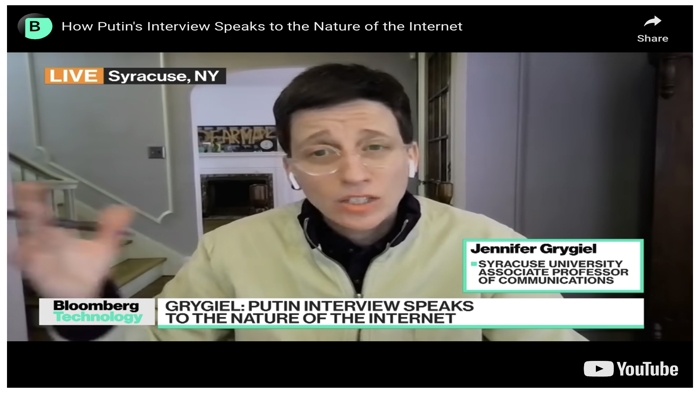 B
How Putin's Interview Speaks to the Nature of the Internet
Share
LIVE Syracuse, NY
Jennifer Grygiel
SYRACUSE UNIVERSITY
ASSOCIATE PROFESSOR
OF COMMUNICATIONS
Bloomberg
Technology
GRYGIEL: PUTIN INTERVIEW SPEAKS
TO THE NATURE OF THE INTERNET
YouTube